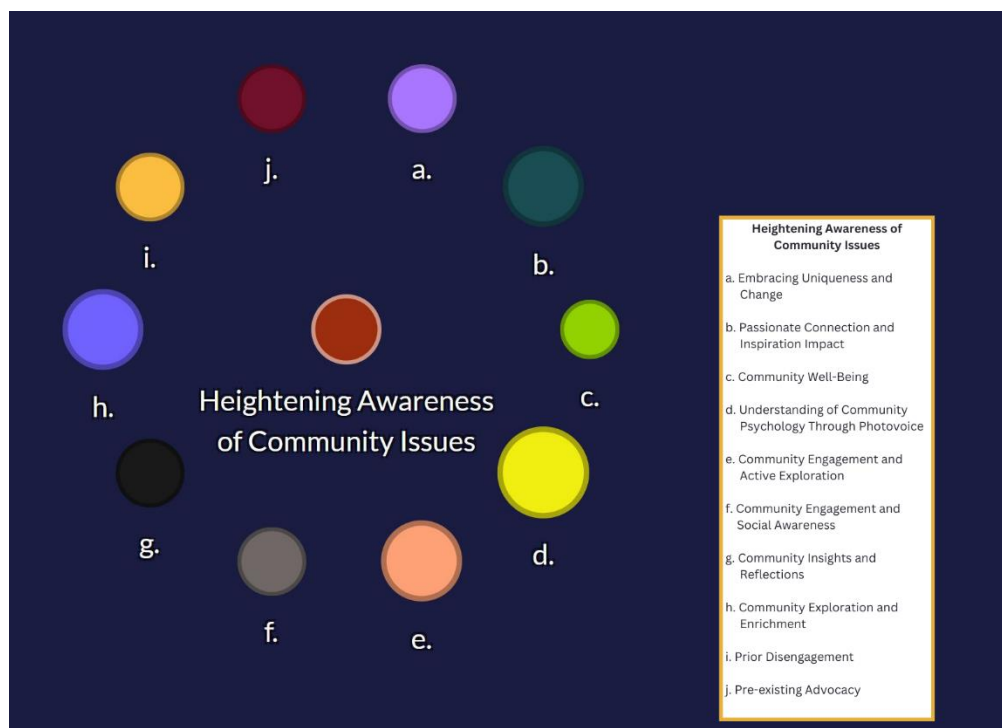 j.
a.
i.
b.
h.
c.
Heightening Awareness
of Community Issues
g.
d.
f.
e.
Heightening Awareness of
Community Issues
a. Embracing Uniqueness and
Change
b. Passionate Connection and
Inspiration Impact
c. Community Well-Being
d. Understanding of Community
Psychology Through Photovoice
e. Community Engagement and
Active Exploration
f. Community Engagement and
Social Awareness
g. Community Insights and
Reflections
h. Community Exploration and
Enrichment
i. Prior Disengagement
j. Pre-existing Advocacy